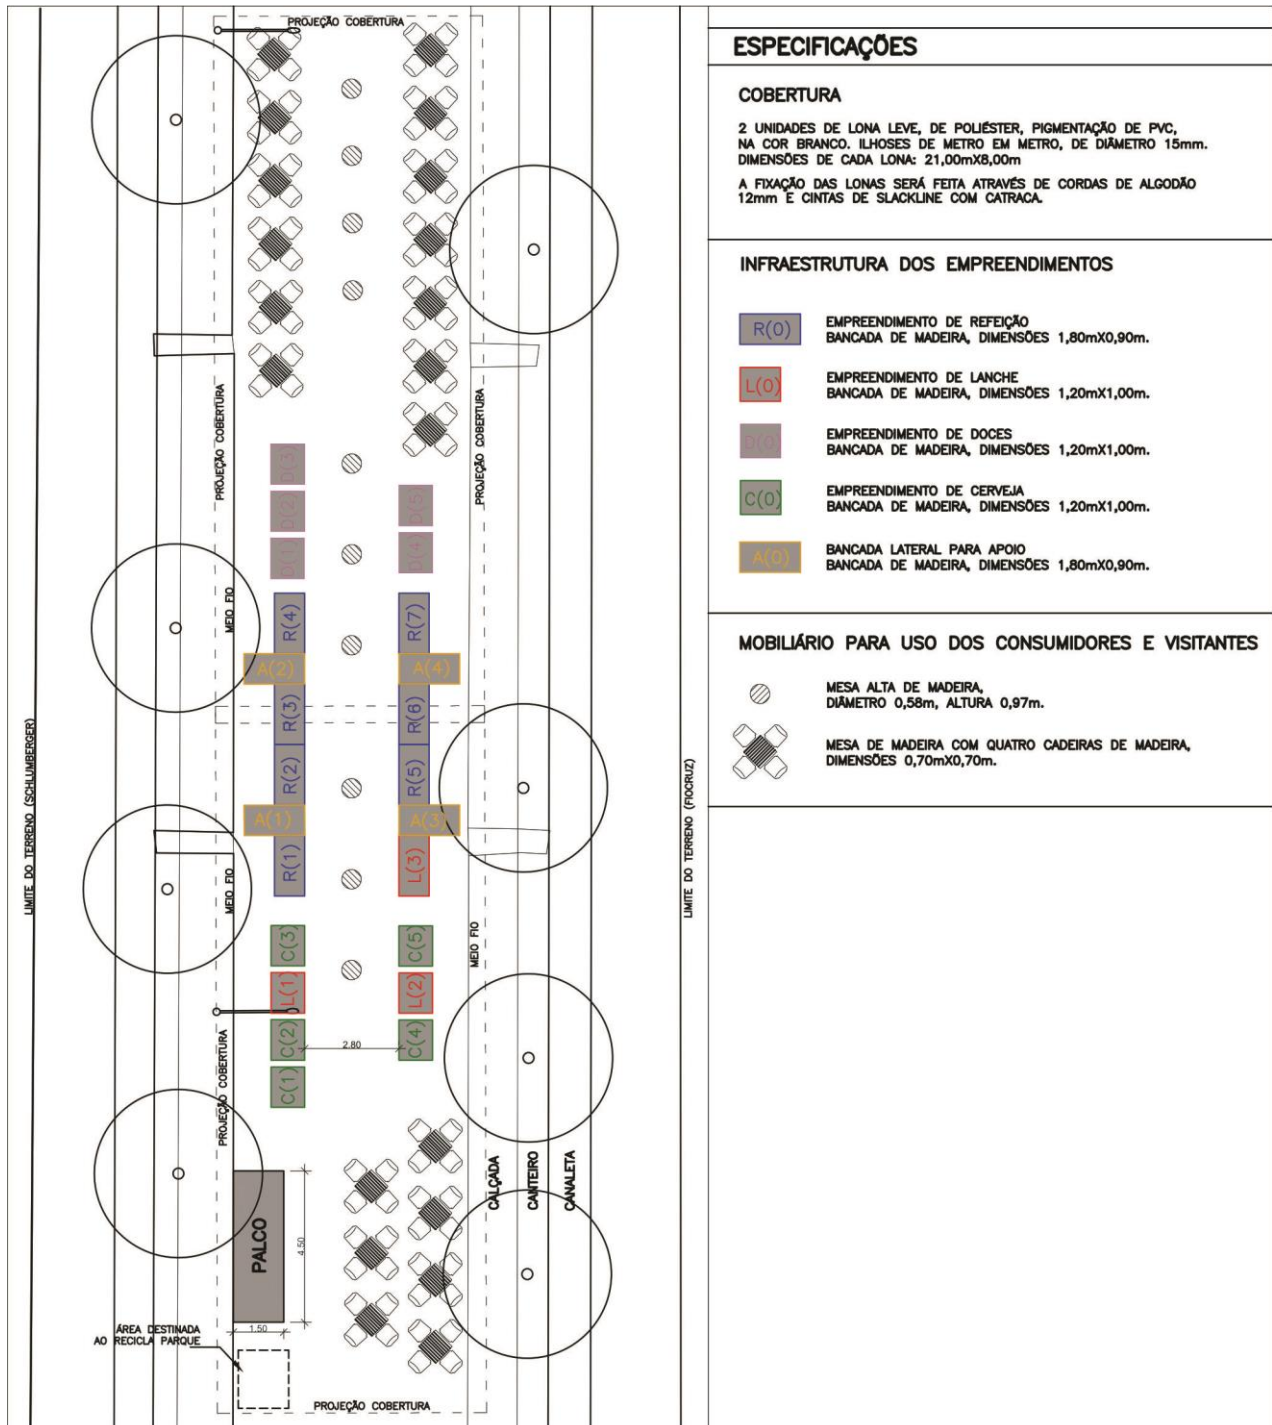 PROJEÇÃO COBERTURA
PROJEÇÃO COBERTURA
PROJEÇÃO COBERTURA
D(3)
D(2)
D(1)
D(5)
D(4)
MEIO FIO
R(4)
R(7)
A(2)
A(4)
R(3)
R(6)
R(2)
R(5)
A(1)
A(3)
R(1)
L(3)
LIMITE DO TERRENO (SCHLUMBERGER)
LIMITE DO TERRENO (FIOCRUZ)
MEIO FIO
MEIO FIO
C(3)
C(5)
L(1)
L(2)
C(2)
C(4)
2.80
C(1)
PROJEÇÃO COBERTURA
CALÇADA
CANTEIRO
CANALETA
PALCO
4.50
1.50
ÁREA DESTINADA
AO RECICLA PARQUE
PROJEÇÃO COBERTURA
ESPECIFICAÇÕES
COBERTURA
2 UNIDADES DE LONA LEVE, DE POLIÉSTER, PIGMENTAÇÃO DE PVC,
NA COR BRANCO. ILHOSES DE METRO EM METRO, DE DIÂMETRO 15mm.
DIMENSÕES DE CADA LONA: 21,00mX8,00m
A FIXAÇÃO DAS LONAS SERÁ FEITA ATRAVÉS DE CORDAS DE ALGODÃO
12mm E CINTAS DE SLACKLINE COM CATRACA.
INFRAESTRUTURA DOS EMPREENDIMENTOS
R(0)
EMPREENDIMENTO DE REFEIÇÃO
BANCADA DE MADEIRA, DIMENSÕES 1,80mX0,90m.
L(0)
EMPREENDIMENTO DE LANCHE
BANCADA DE MADEIRA, DIMENSÕES 1,20mX1,00m.
D(0)
EMPREENDIMENTO DE DOCES
BANCADA DE MADEIRA, DIMENSÕES 1,20mX1,00m.
C(0)
EMPREENDIMENTO DE CERVEJA
BANCADA DE MADEIRA, DIMENSÕES 1,20mX1,00m.
A(0)
BANCADA LATERAL PARA APOIO
BANCADA DE MADEIRA, DIMENSÕES 1,80mX0,90m.
MOBILIÁRIO PARA USO DOS CONSUMIDORES E VISITANTES
MESA ALTA DE MADEIRA,
DIÂMETRO 0,58m, ALTURA 0,97m.
MESA DE MADEIRA COM QUATRO CADEIRAS DE MADEIRA,
DIMENSÕES 0,70mX0,70m.